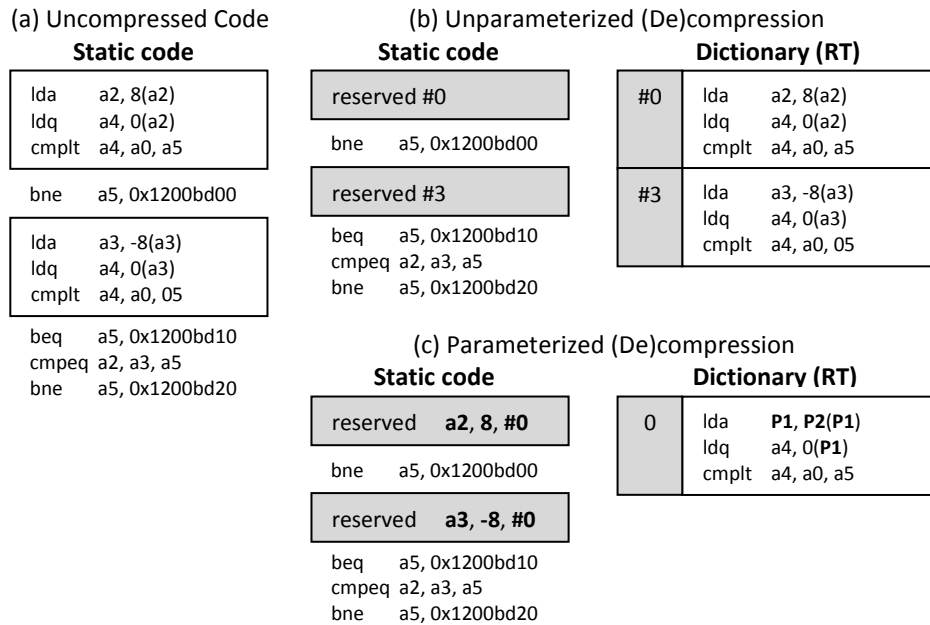 (a) Uncompressed Code
Static code
lda a2, 8(a2)
ldq a4, 0(a2)
cmplt a4, a0, a5
bne a5, 0x1200bd00
lda a3, -8(a3)
ldq a4, 0(a3)
cmplt a4, a0, 05
beq a5, 0x1200bd10
cmpeq a2, a3, a5
bne a5, 0x1200bd20
(b) Unparameterized (De)compression
Static code
reserved #0
bne a5, 0x1200bd00
reserved #3
beq a5, 0x1200bd10
cmpeq a2, a3, a5
bne a5, 0x1200bd20
Dictionary (RT)
#0
lda a2, 8(a2)
ldq a4, 0(a2)
cmplt a4, a0, a5
#3
lda a3, -8(a3)
ldq a4, 0(a3)
cmplt a4, a0, 05
(c) Parameterized (De)compression
Static code
reserved a2, 8, #0
bne a5, 0x1200bd00
reserved a3, -8, #0
beq a5, 0x1200bd10
cmpeq a2, a3, a5
bne a5, 0x1200bd20
Dictionary (RT)
0
lda P1, P2(P1)
ldq a4, 0(P1)
cmplt a4, a0, a5